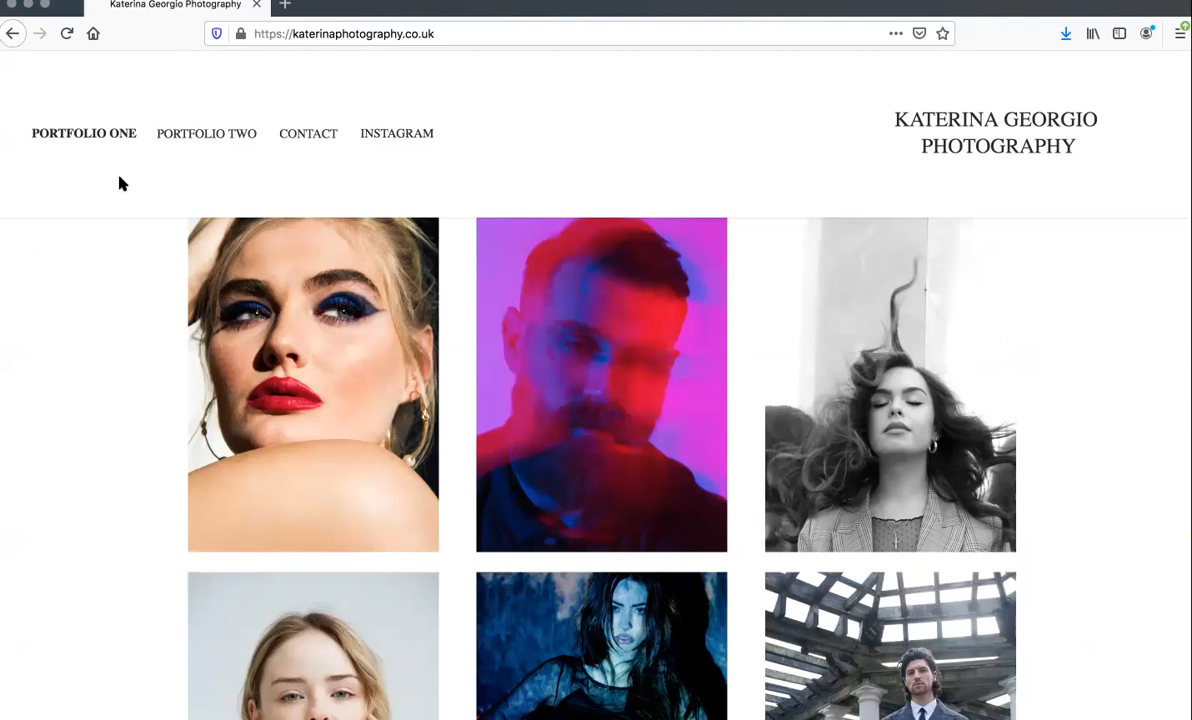 Katerina Georgio Photography
https://katerinaphotography.co.uk
PORTFOLIO ONE PORTFOLIO TWO CONTACT INSTAGRAM
KATERINA GEORGIO
PHOTOGRAPHY